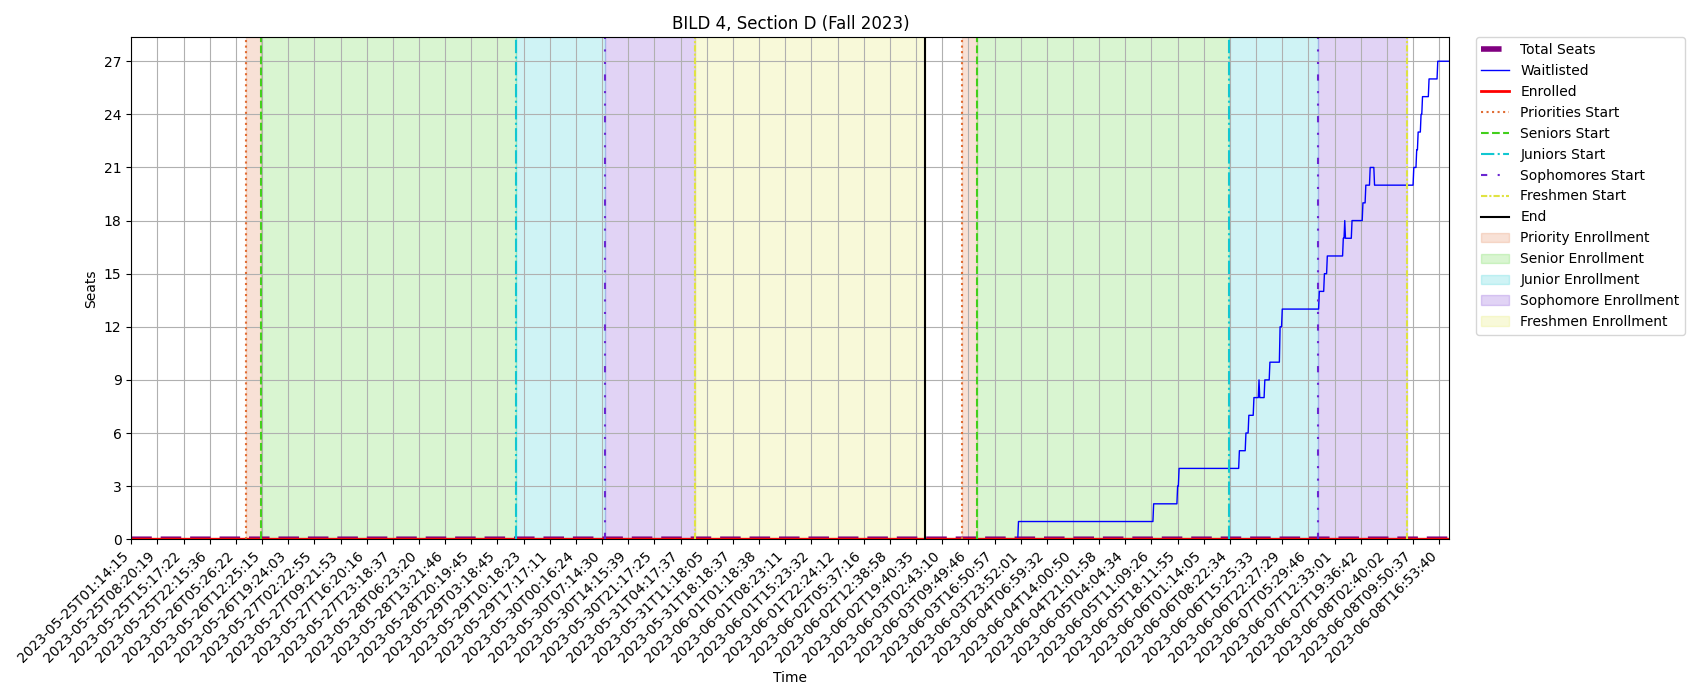 BILD 4, Section D (Fall 2023)
Seats
27
24
21
18
15
12
9
6
3
0
2023-05-25T01:14:15
2023-05-25T08:20:19
2023-05-25T15:17:22
2023-05-25T22:15:36
2023-05-26T05:26:22
2023-05-26T12:25:15
2023-05-26T19:24:03
2023-05-27T02:22:55
2023-05-27T09:21:53
2023-05-27T16:20:16
2023-05-27T23:18:37
2023-05-28T06:23:20
2023-05-28T13:21:46
2023-05-28T20:19:45
2023-05-29T03:18:45
2023-05-29T10:18:23
2023-05-29T17:17:11
2023-05-30T00:16:24
2023-05-30T07:14:30
2023-05-30T14:15:39
2023-05-30T21:17:25
2023-05-31T04:17:37
2023-05-31T11:18:05
2023-05-31T18:18:37
2023-06-01T01:18:38
2023-06-01T08:23:11
2023-06-01T15:23:32
2023-06-01T22:24:12
2023-06-02T05:37:16
2023-06-02T12:38:58
2023-06-02T19:40:35
2023-06-03T02:43:10
2023-06-03T09:49:46
2023-06-03T16:50:57
2023-06-03T23:52:01
2023-06-04T06:59:32
2023-06-04T14:00:50
2023-06-04T21:01:58
2023-06-05T04:04:34
2023-06-05T11:09:26
2023-06-05T18:11:55
2023-06-06T01:14:05
2023-06-06T08:22:34
2023-06-06T15:25:33
2023-06-06T22:27:29
2023-06-07T05:29:46
2023-06-07T12:33:01
2023-06-07T19:36:42
2023-06-08T02:40:02
2023-06-08T09:50:37
2023-06-08T16:53:40
Time
Total Seats
Waitlisted
Enrolled
Priorities Start
Seniors Start
Juniors Start
Sophomores Start
Freshmen Start
End
Priority Enrollment
Senior Enrollment
Junior Enrollment
Sophomore Enrollment
Freshmen Enrollment